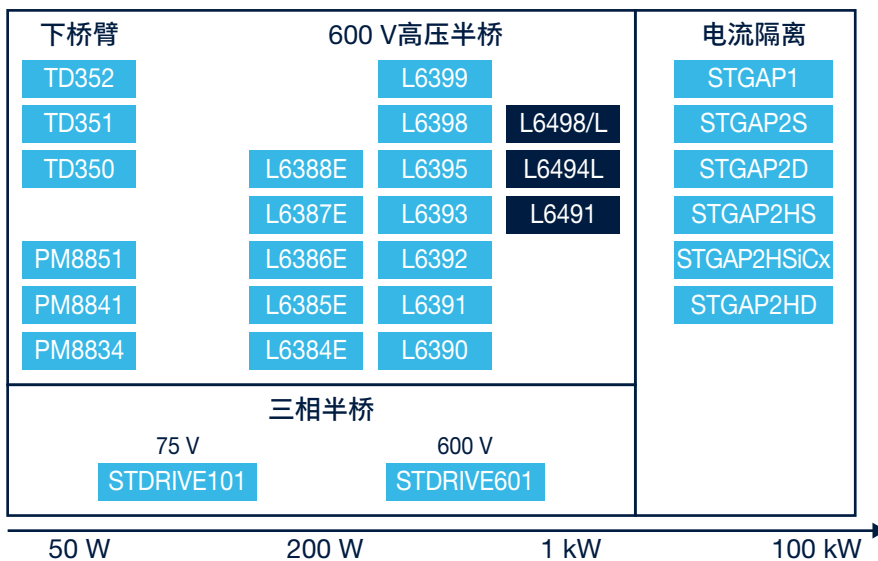 下桥臂 600 V高压半桥 电流隔离
TD352 L6399 STGAP1
TD351 L6398 L6498/L STGAP2S
TD350 L6388E L6395 L6494L STGAP2D
L6387E L6393 L6491 STGAP2HS
PM8851 L6386E L6392 STGAP2HSiCx
PM8841 L6385E L6391 STGAP2HD
PM8834 L6384E L6390
三相半桥
75 V 600 V
STDRIVE101 STDRIVE601
50 W 200 W 1 kW 100 kW